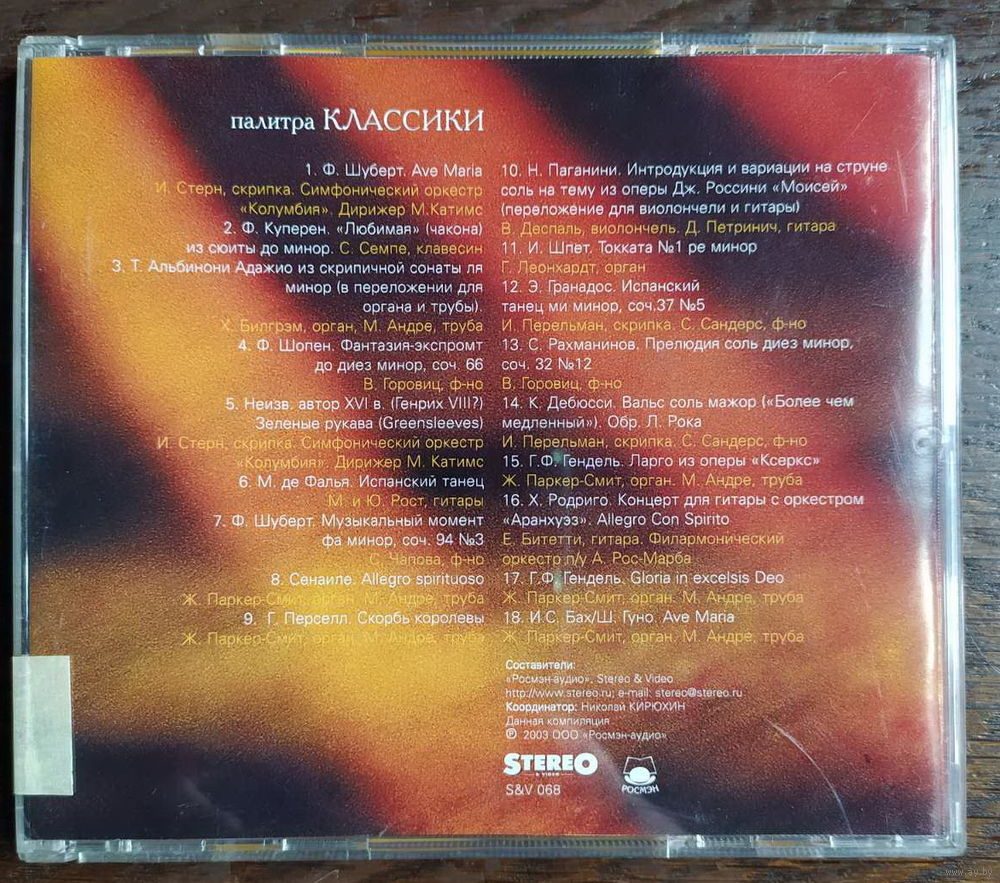 палитра КЛАССИКИ
1. Ф. Шуберт. Ave Maria
И. Стерн, скрипка. Симфонический оркестр
«Колумбия». Дирижер М.Катимс
2. Ф. Куперен. «Любимая» (чакона)
из сюиты до минор. С. Семпе, клавесин
3. Т. Альбинони Адажио из скрипичной сонаты ля
минор (в переложении для
органа и трубы).
Х. Билгрэм, орган, М. Андре, труба
4. Ф. Шопен. Фантазия-экспромт
до диез минор, соч. 66
В. Горовиц, ф-но
5. Неизв. автор XVI в. (Генрих VIII?)
Зеленые рукава (Greensleeves)
И. Стерн, скрипка. Симфонический оркестр
«Колумбия». Дирижер М. Катимс
6. М. де Фалья. Испанский танец
М. и Ю. Рост, гитары
7. Ф. Шуберт. Музыкальный момент
фа минор, соч. 94 №3
С. Чапова, ф-но
8. Сенаиле. Allegro spirituoso
Ж. Паркер-Смит, орган. М. Андре, труба
9. Г. Перселл. Скорбь королевы
Ж. Паркер-Смит, орган. М. Андре, труба
10. Н. Паганини. Интродукция и вариации на струне
соль на тему из оперы Дж. Россини «Моисей»
(переложение для виолончели и гитары)
В. Деспаль, виолончель. Д. Петринич, гитара
11. И. Шпет. Токката №1 ре минор
Г. Леонхардт, орган
12. Э. Гранадос. Испанский
танец ми минор, соч.37 №5
И. Перельман, скрипка. С. Сандерс, ф-но
13. С. Рахманинов. Прелюдия соль диез минор,
соч. 32 №12
В. Горовиц, ф-но
14. К. Дебюсси. Вальс соль мажор («Более чем
медленный»). Обр. Л. Рока
И. Перельман, скрипка. С. Сандерс, ф-но
15. Г.Ф. Гендель. Ларго из оперы «Ксеркс»
Ж. Паркер-Смит, орган. М. Андре, труба
16. Х. Родриго. Концерт для гитары с оркестром
«Аранхуэз». Allegro Con Spirito
Е. Битетти, гитара. Филармонический
оркестр п/у А. Рос-Марба
17. Г.Ф. Гендель. Gloria in excelsis Deo
Ж. Паркер-Смит, орган. М. Андре, труба
18. И.С. Бах/Ш. Гуно. Ave Maria
Ж. Паркер-Смит, орган. М. Андре, труба
Составители:
«Росмэн-аудио», Stereo & Video
http://www.stereo.ru; e-mail: stereo@stereo.ru
Координатор: Николай КИРЮХИН
Данная компиляция
℗ 2003 ООО «Росмэн-аудио»
STEREO
& VIDEO
S&V 068
РОСМЭН
www.ay.by